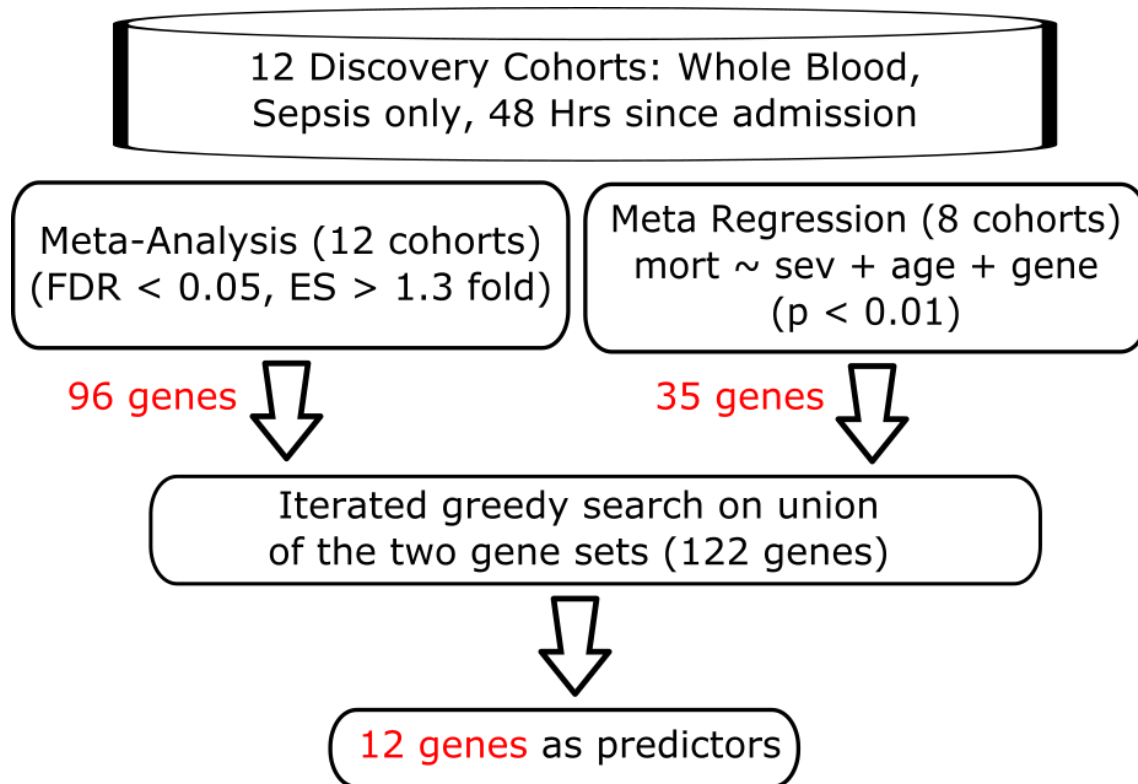 12 Discovery Cohorts: Whole Blood,
Sepsis only, 48 Hrs since admission
Meta-Analysis (12 cohorts)
(FDR < 0.05, ES > 1.3 fold)
Meta Regression (8 cohorts)
mort ~ sev + age + gene
(p < 0.01)
96 genes
35 genes
Iterated greedy search on union
of the two gene sets (122 genes)
12 genes as predictors